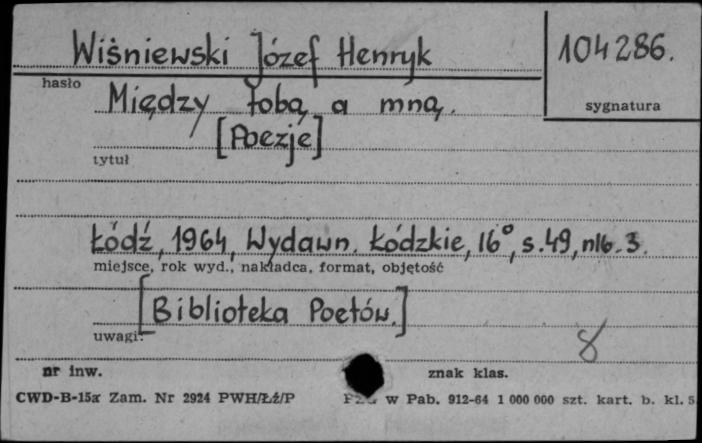 Wiśniewski Józef Henryk
104286.
hasło
sygnatura
Między tobą a mną.
[Poezje]
tytuł
Łódź, 1964, Wydawn. Łódzkie, 16°, s.49, nlb. 3.
miejsce, rok wyd., nakładca, format, objętość
[Biblioteka Poetów.]
uwagi:
8
nr inw.
znak klas.
CWD-B-15a Zam. Nr 2924 PWH/Łź/P
w Pab. 912-64 1 000 000 szt. kart. b. kl. 5